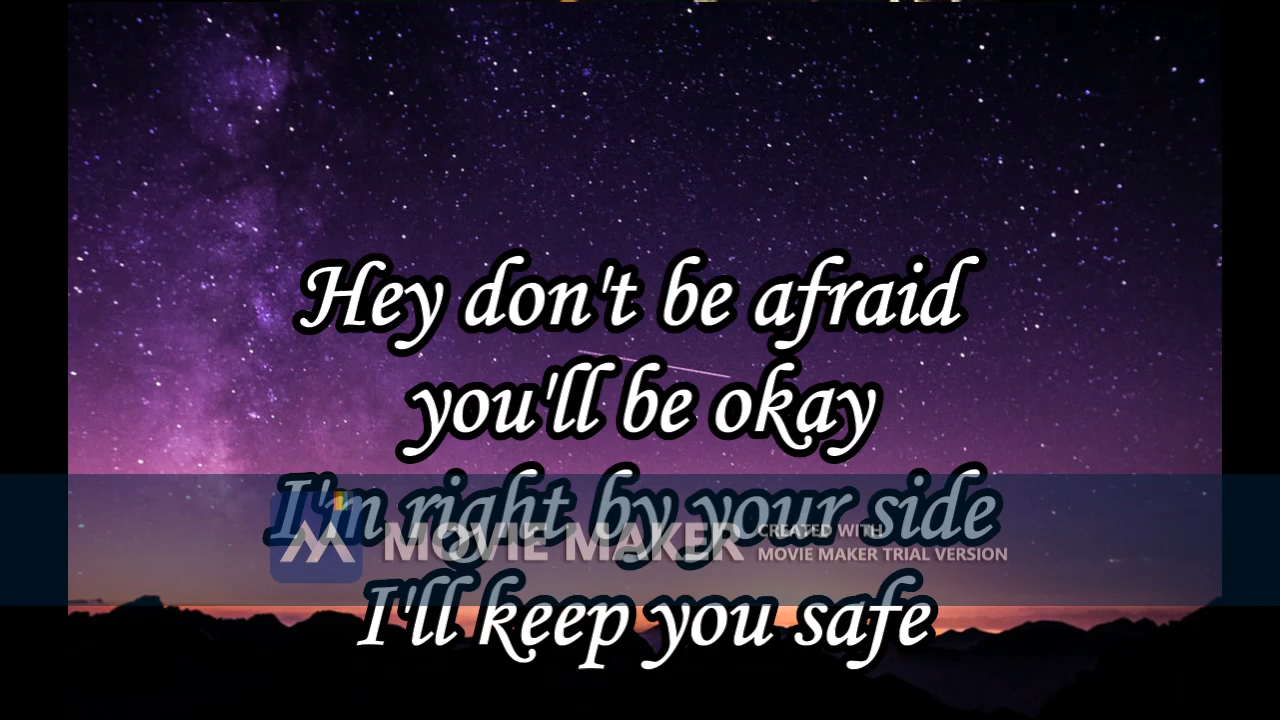 Hey don't be afraid
you'll be okay
I'm right by your side
MOVIE MAKER
CREATED WITH
MOVIE MAKER TRIAL VERSION
I'll keep you safe